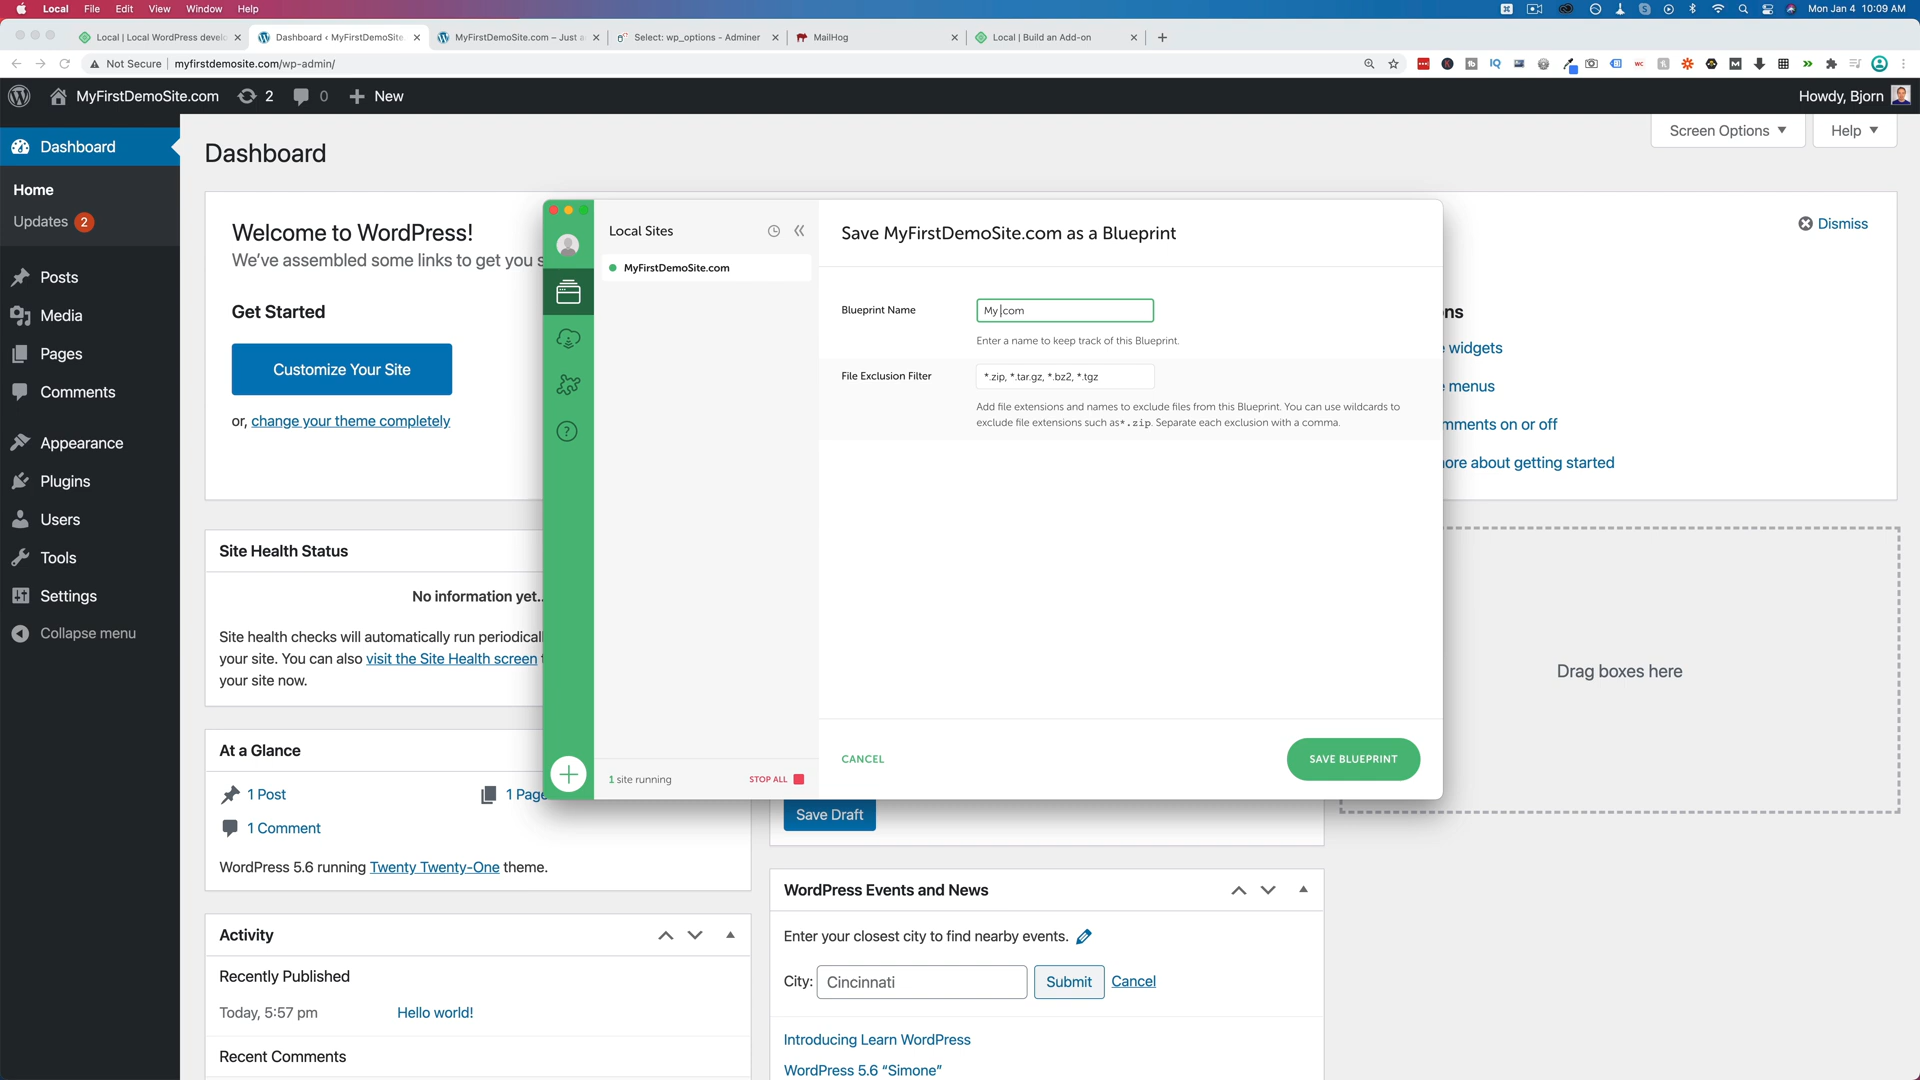 Local File Edit View Window Help
Mon Jan 4 10:09 AM
Local | Local WordPress develo
Dashboard ‹ MyFirstDemoSite
MyFirstDemoSite.com – Just a
Select: wp_options - Adminer
MailHog
Local | Build an Add-on
Not Secure | myfirstdemosite.com/wp-admin/
MyFirstDemoSite.com 2 0 New
Howdy, Bjorn
Screen Options
Help
Dashboard
Home
Updates 2
Posts
Media
Pages
Comments
Appearance
Plugins
Users
Tools
Settings
Collapse menu
Dashboard
Welcome to WordPress!
We've assembled some links to get you s
Dismiss
Get Started
Customize Your Site
or, change your theme completely
ns
widgets
menus
mments on or off
ore about getting started
Local Sites
MyFirstDemoSite.com
1 site running
STOP ALL
Save MyFirstDemoSite.com as a Blueprint
Blueprint Name
My com
Enter a name to keep track of this Blueprint.
File Exclusion Filter
*.zip, *.tar.gz, *.bz2, *.tgz
Add file extensions and names to exclude files from this Blueprint. You can use wildcards to
exclude file extensions such as *.zip. Separate each exclusion with a comma.
CANCEL
SAVE BLUEPRINT
Site Health Status
No information yet..
Site health checks will automatically run periodicall
your site. You can also visit the Site Health screen
your site now.
Drag boxes here
At a Glance
1 Post
1 Page
1 Comment
WordPress 5.6 running Twenty Twenty-One theme.
Save Draft
Activity
Recently Published
Today, 5:57 pm
Hello world!
Recent Comments
WordPress Events and News
Enter your closest city to find nearby events.
City: Cincinnati Submit Cancel
Introducing Learn WordPress
WordPress 5.6 “Simone”